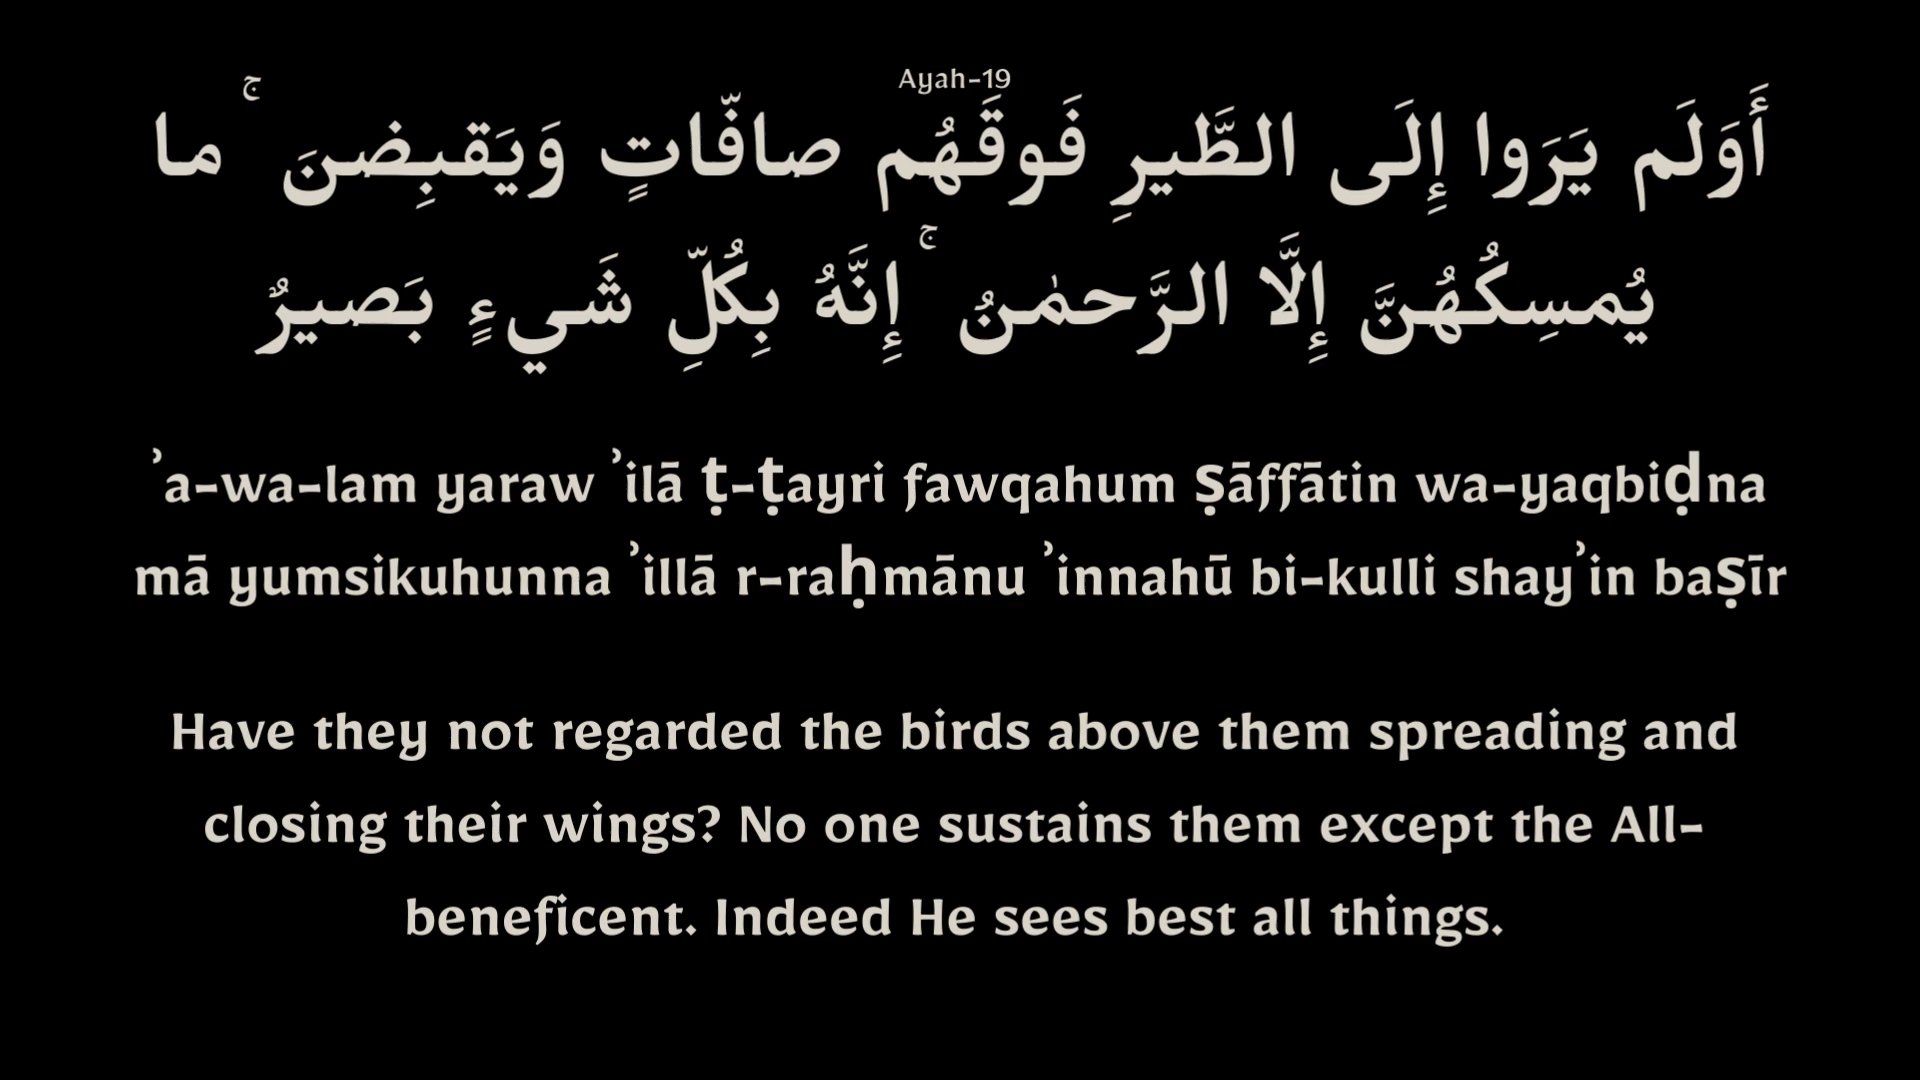 Ayah-19
أَوَلَم يَرَوا إِلَى الطَّيرِ فَوقَهُم صافّاتٍ وَيَقبِضنَ ۚ ما
يُمسِكُهُنَّ إِلَّا الرَّحمٰنُ ۚ إِنَّهُ بِكُلِّ شَيءٍ بَصيرٌ
ʾa-wa-lam yaraw ʾilā ṭ-ṭayri fawqahum ṣāffātin wa-yaqbiḍna
mā yumsikuhunna ʾillā r-raḥmānu ʾinnahū bi-kulli shayʾin baṣīr
Have they not regarded the birds above them spreading and
closing their wings? No one sustains them except the All-
beneficent. Indeed He sees best all things.